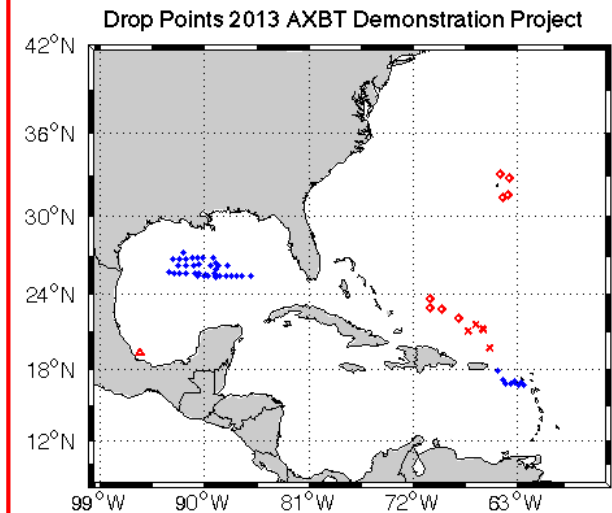 Drop Points 2013 AXBT Demonstration Project
42°N
36°N
30°N
24°N
18°N
12°N
99°W 90°W 81°W 72°W 63°W